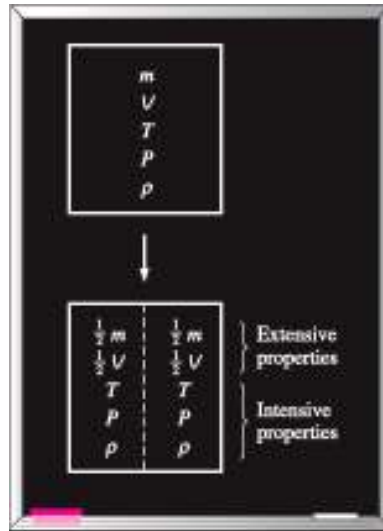 m
V
T
P
ρ
½ m ½ m
½ V ½ V
T T
P P
ρ ρ
Extensive
properties
Intensive
properties